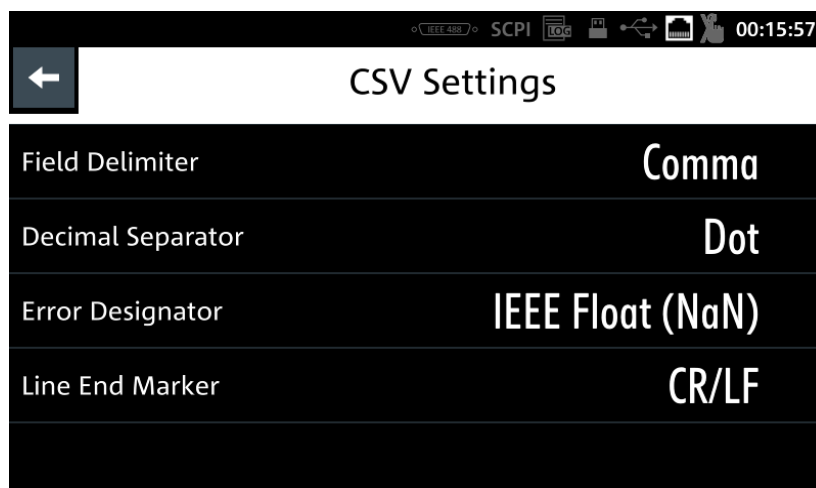 IEEE 488 SCPI LOG 00:15:57
CSV Settings
Field Delimiter Comma
Decimal Separator Dot
Error Designator IEEE Float (NaN)
Line End Marker CR/LF